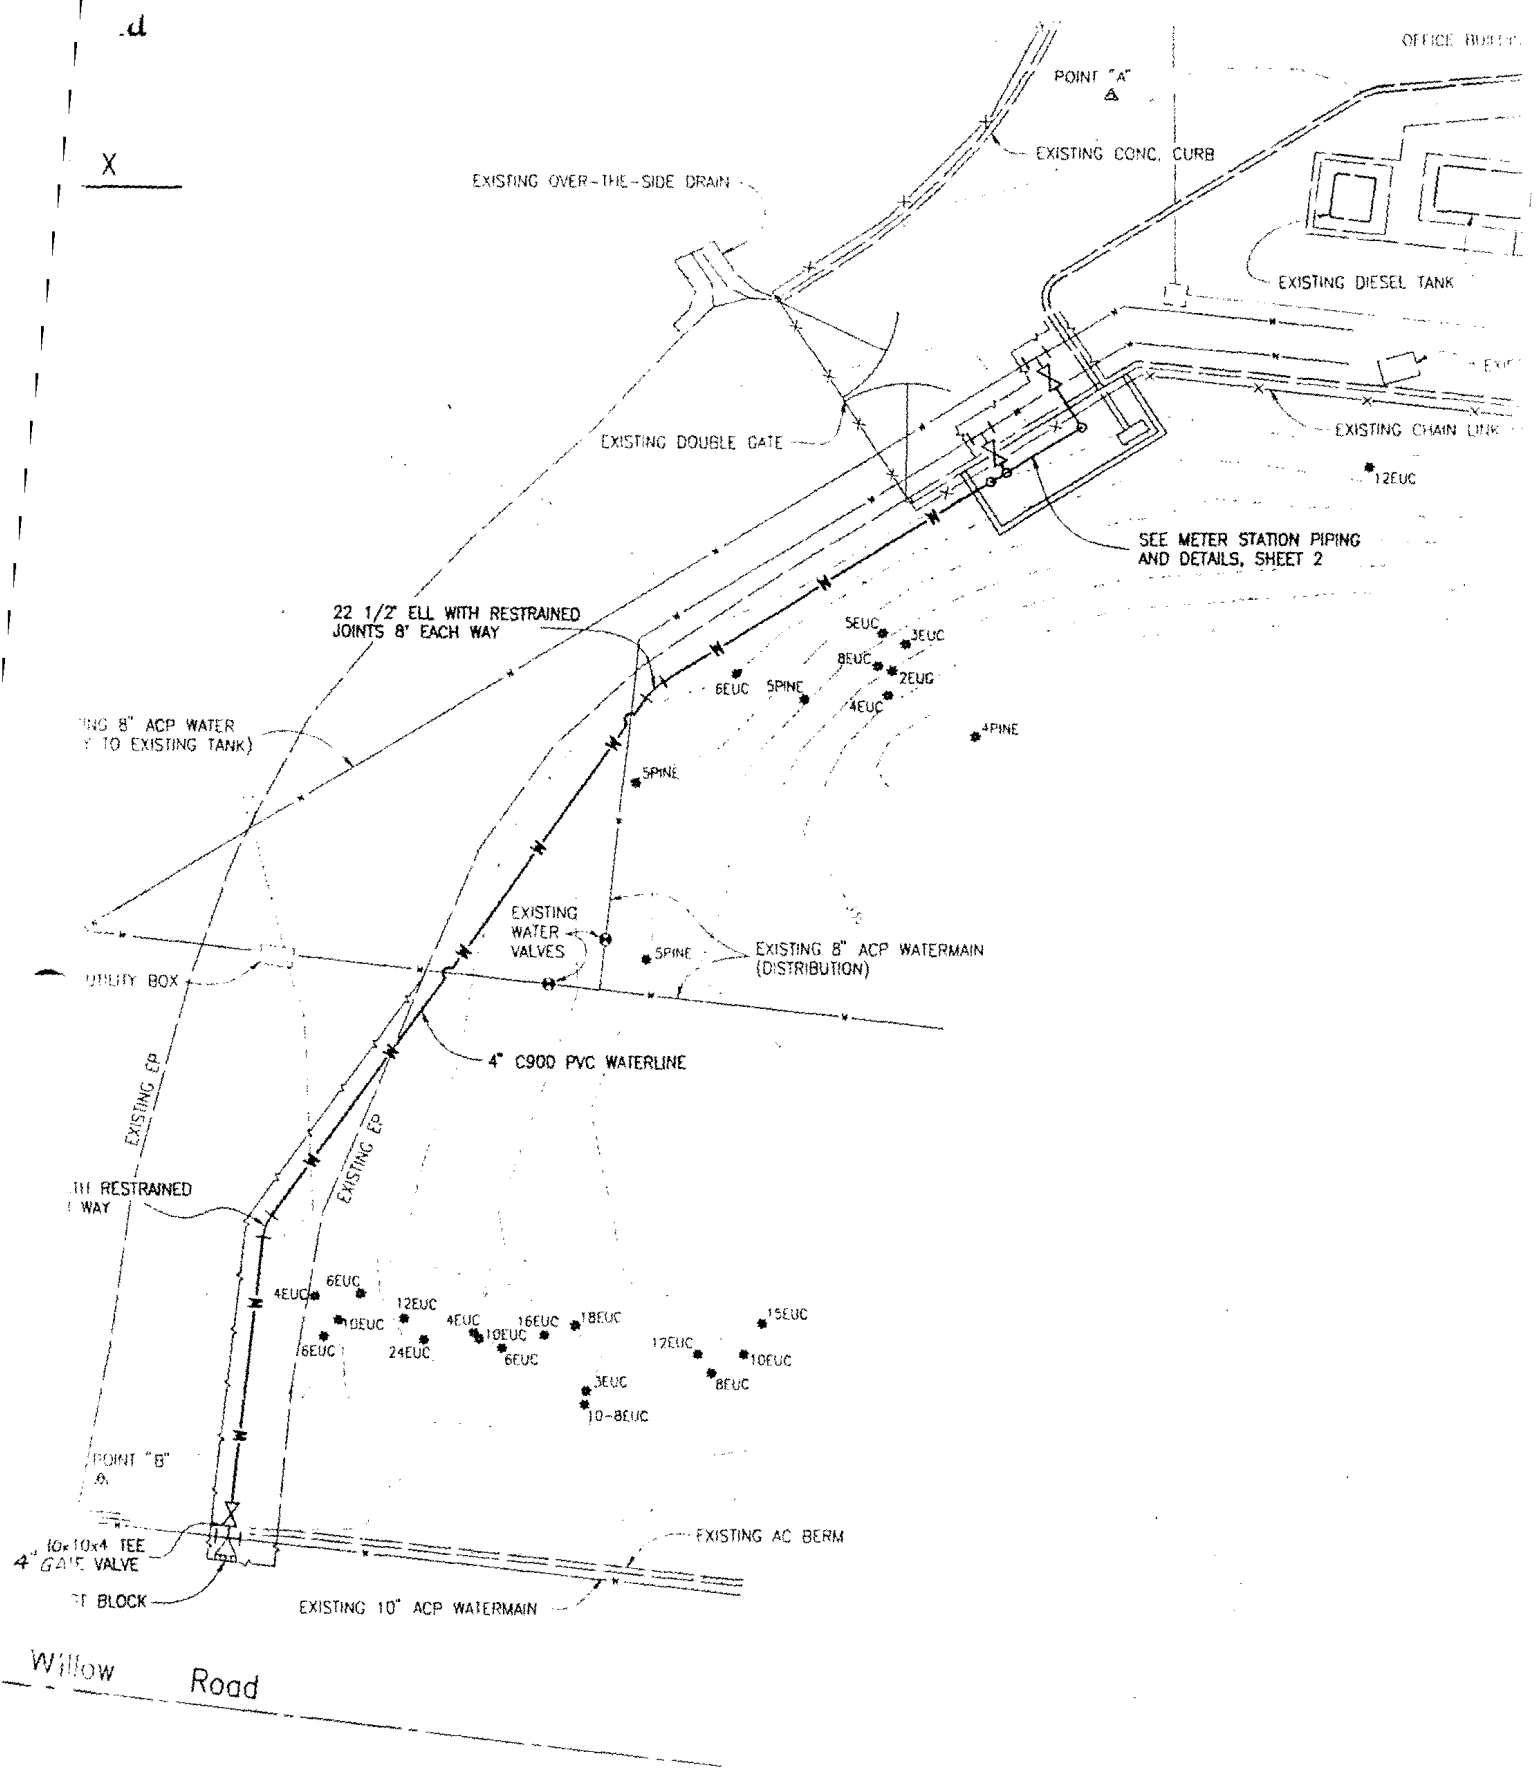 OFFICE
POINT "A"
X
EXISTING CONC. CURB
EXISTING OVER-THE-SIDE DRAIN
EXISTING DIESEL TANK
EXISTING DOUBLE GATE
EXISTING CHAIN LINK
12EUC
SEE METER STATION PIPING
AND DETAILS, SHEET 2
22 1/2° ELL WITH RESTRAINED
JOINTS 8' EACH WAY
5EUC
3EUC
8EUC
2EUC
6EUC
5PINE
4EUC
4PINE
8" ACP WATER
TO EXISTING TANK)
5PINE
EXISTING
WATER
VALVES
5PINE
EXISTING 8" ACP WATERMAIN
(DISTRIBUTION)
UTILITY BOX
4" C900 PVC WATERLINE
EXISTING EP
EXISTING EP
RESTRAINED
WAY
4EUC
6EUC
10EUC
6EUC
12EUC
24EUC
4EUC
10EUC
6EUC
16EUC
18EUC
3EUC
10-8EUC
12EUC
15EUC
10EUC
8EUC
POINT "B"
10x10x4 TEE
4" GATE VALVE
BLOCK
EXISTING AC BERM
EXISTING 10" ACP WATERMAIN
Willow Road